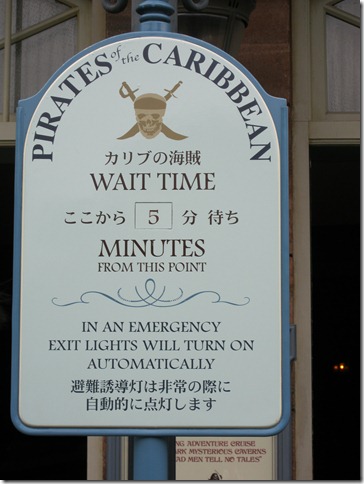 PIRATES of the CARIBBEAN
カリブの海賊
WAIT TIME
ここから 5 分 待ち
MINUTES
FROM THIS POINT
IN AN EMERGENCY
EXIT LIGHTS WILL TURN ON
AUTOMATICALLY
避難誘導灯は非常の際に
自動的に点灯します
ADVENTURE CRUISE
MYSTERIOUS CAVERNS
MEN TELL NO TALES"